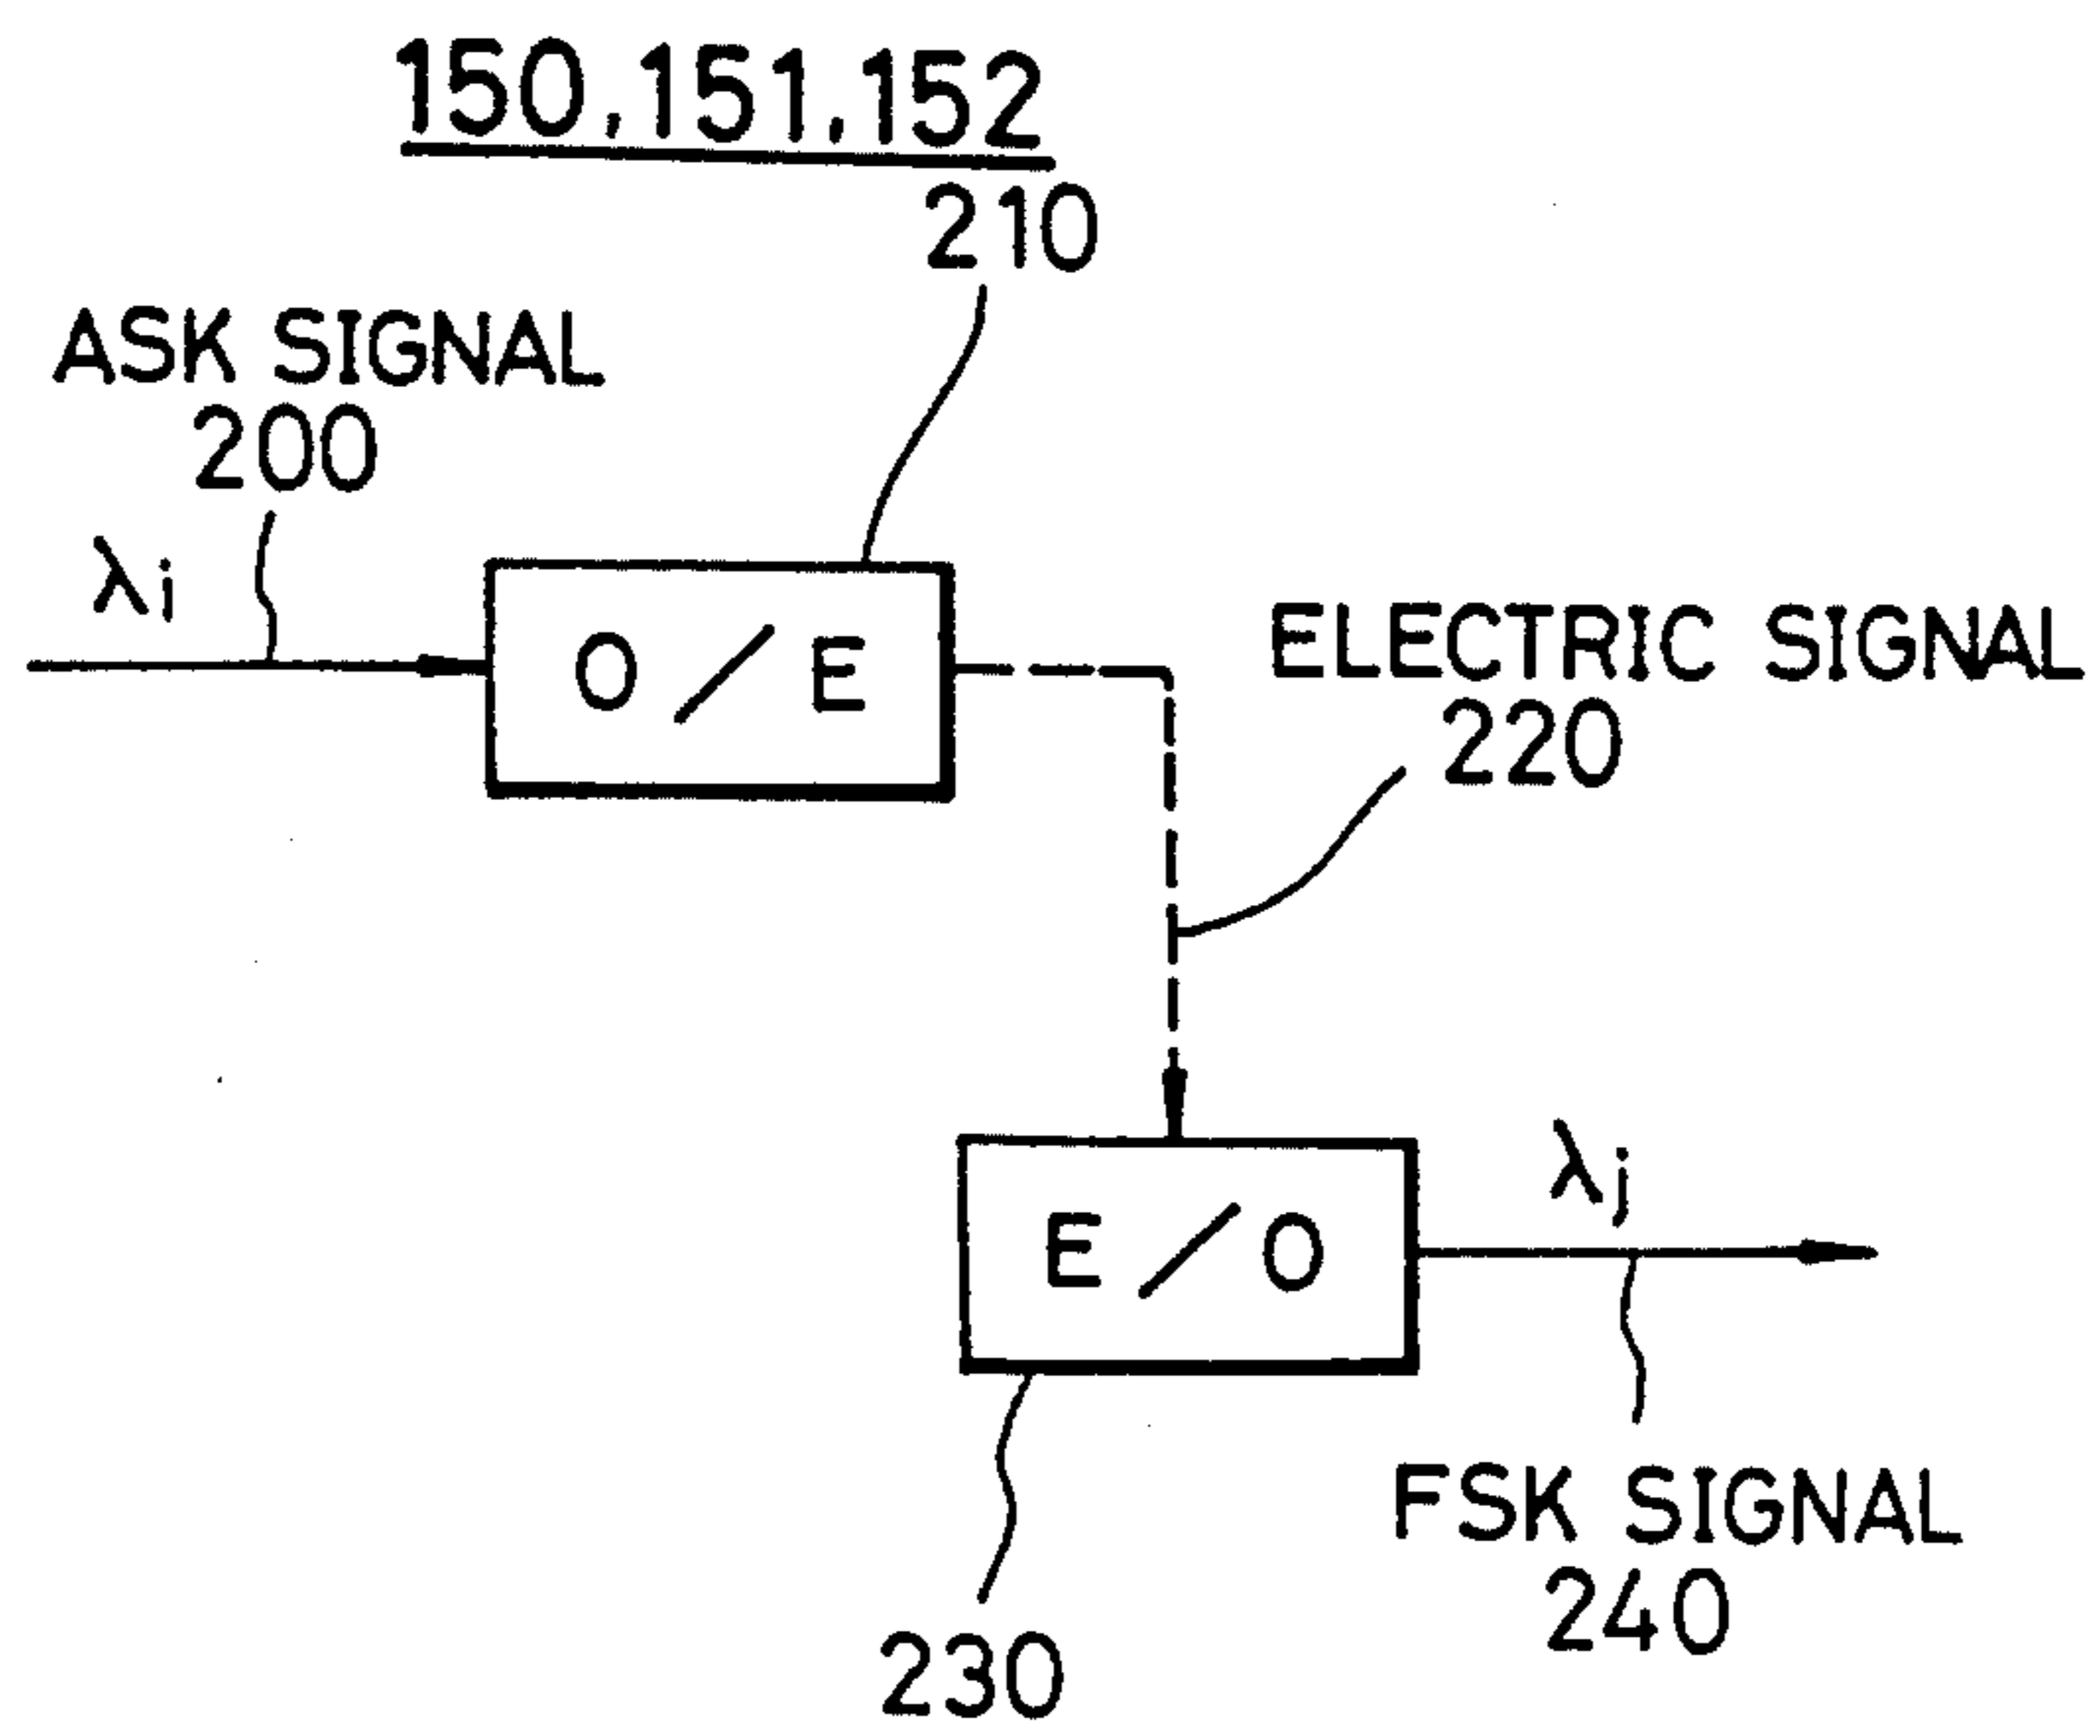 150,151,152
210
ASK SIGNAL
200
λi
O/E
ELECTRIC SIGNAL
220
E/O
λj
FSK SIGNAL
240
230